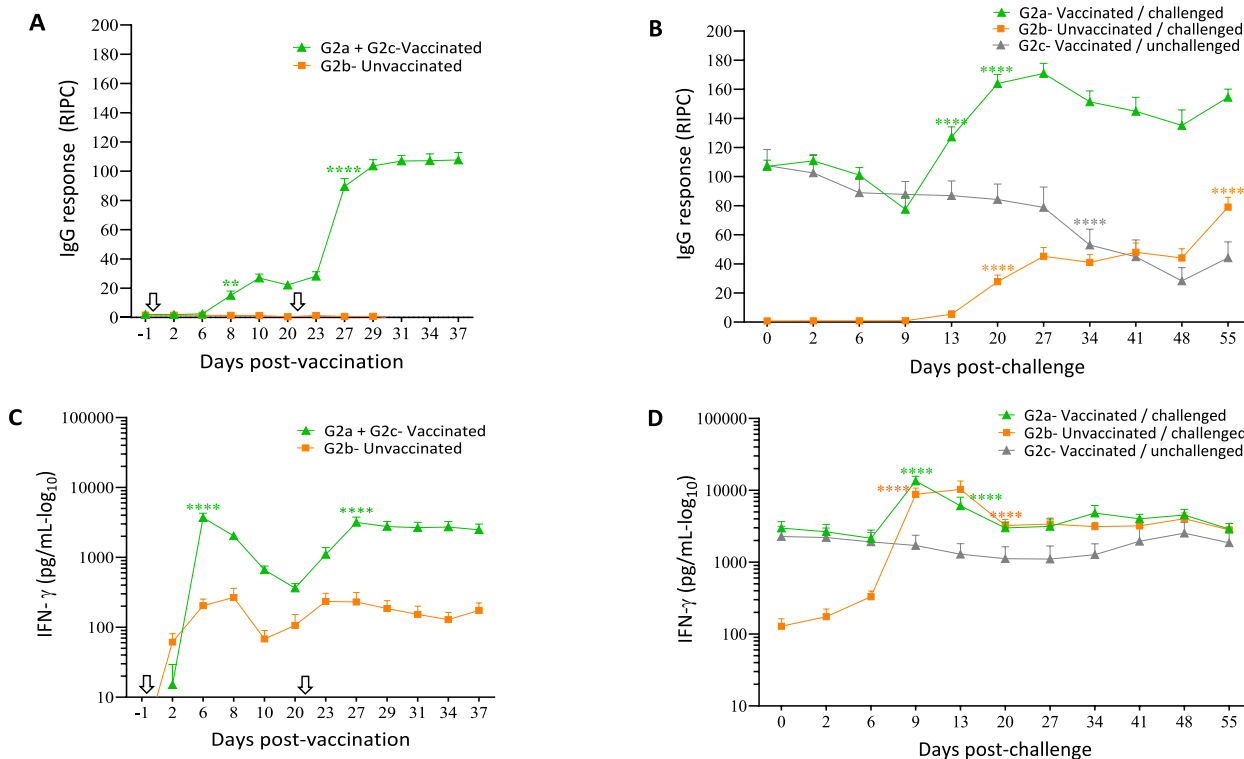 A
G2a + G2c-Vaccinated
G2b- Unvaccinated
IgG response (RIPC)
200
180
160
140
120
100
80
60
40
20
0
****
**
-1 2 6 8 10 20 23 27 29 31 34 37
Days post-vaccination
B
G2a- Vaccinated / challenged
G2b- Unvaccinated / challenged
G2c- Vaccinated / unchallenged
IgG response (RIPC)
200
180
160
140
120
100
80
60
40
20
0
****
****
****
****
****
0 2 6 9 13 20 27 34 41 48 55
Days post-challenge
C
G2a + G2c- Vaccinated
G2b- Unvaccinated
IFN- γ (pg/mL-log10)
100000
10000
1000
100
10
****
****
-1 2 6 8 10 20 23 27 29 31 34 37
Days post-vaccination
D
G2a- Vaccinated / challenged
G2b- Unvaccinated / challenged
G2c- Vaccinated / unchallenged
IFN-γ (pg/mL-log10)
100000
10000
1000
100
10
****
****
****
****
0 2 6 9 13 20 27 34 41 48 55
Days post-challenge